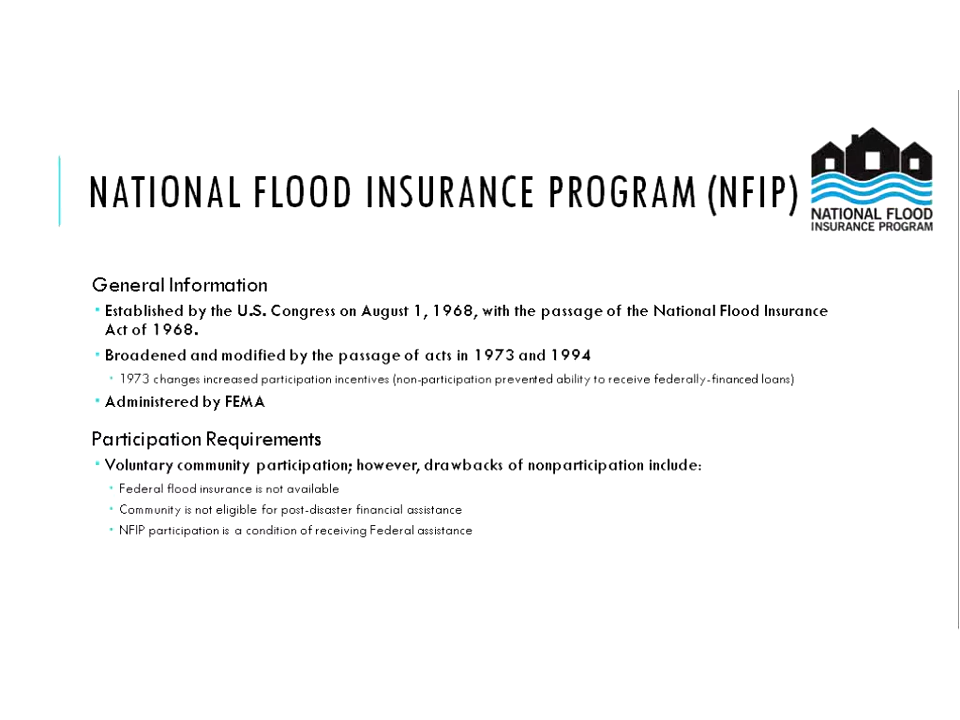 NATIONAL FLOOD INSURANCE PROGRAM (NFIP)
NATIONAL FLOOD
INSURANCE PROGRAM
General Information
Established by the U.S. Congress on August 1, 1968, with the passage of the National Flood Insurance
Act of 1968.
Broadened and modified by the passage of acts in 1973 and 1994
1973 changes increased participation incentives (non-participation prevented ability to receive federally-financed loans)
Administered by FEMA
Participation Requirements
Voluntary community participation; however, drawbacks of nonparticipation include:
Federal flood insurance is not available
Community is not eligible for post-disaster financial assistance
NFIP participation is a condition of receiving Federal assistance